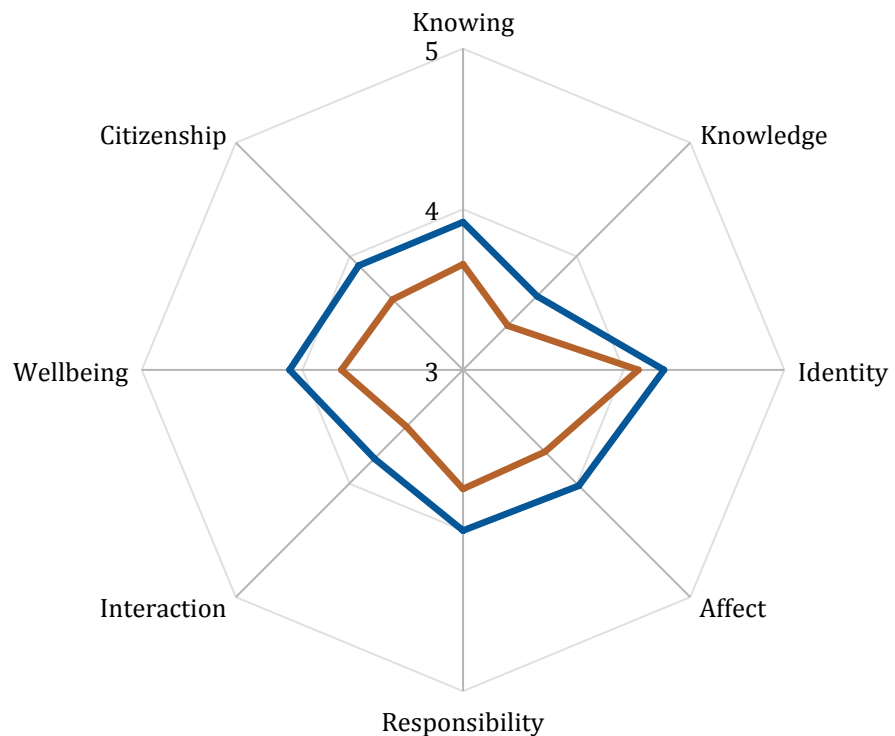 Knowing
5
Citizenship
Knowledge
4
Wellbeing
3
Identity
Interaction
Affect
Responsibility